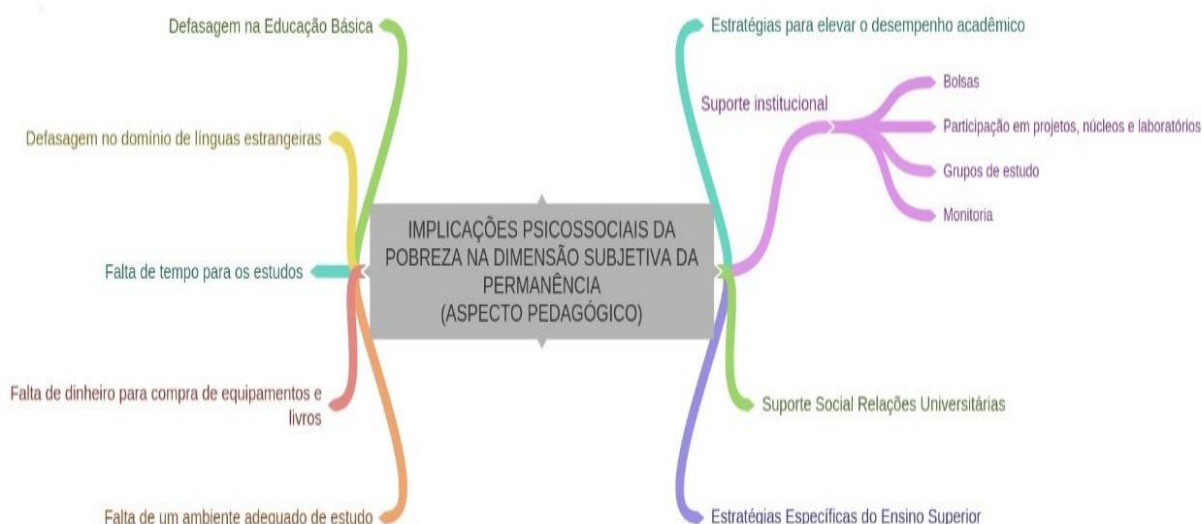 Defasagem na Educação Básica
Defasagem no domínio de línguas estrangeiras
Falta de tempo para os estudos
Falta de dinheiro para compra de equipamentos e
livros
Falta de um ambiente adequado de estudo
IMPLICAÇÕES PSICOSSOCIAIS DA
POBREZA NA DIMENSÃO SUBJETIVA DA
PERMANÊNCIA
(ASPECTO PEDAGÓGICO)
Estratégias para elevar o desempenho acadêmico
Suporte institucional
Bolsas
Participação em projetos, núcleos e laboratórios
Grupos de estudo
Monitoria
Suporte Social Relações Universitárias
Estratégias Específicas do Ensino Superior